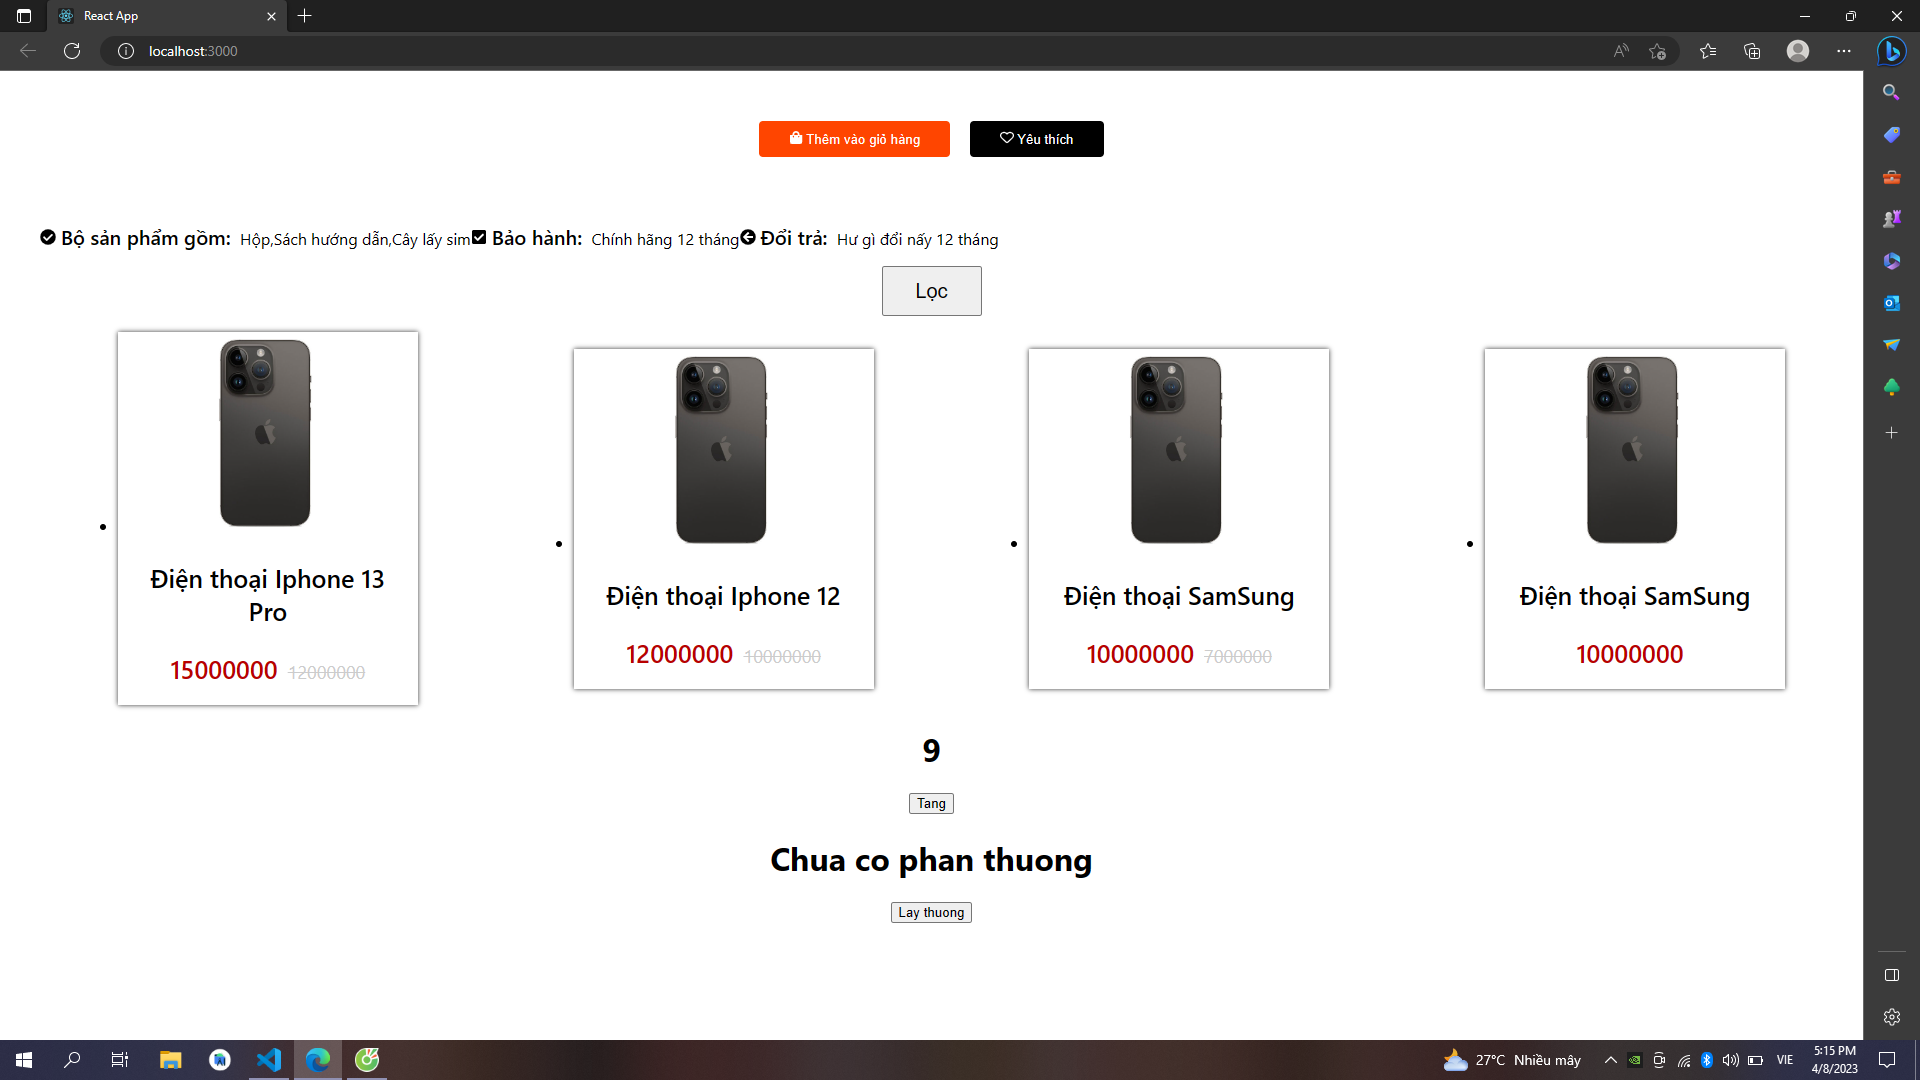 React App
localhost:3000
Thêm vào giỏ hàng
Yêu thích
Bộ sản phẩm gồm: Hộp,Sách hướng dẫn,Cây lấy sim Bảo hành: Chính hãng 12 tháng Đổi trả: Hư gì đổi nấy 12 tháng
Lọc
Điện thoại Iphone 13
Pro
15000000 12000000
Điện thoại Iphone 12
12000000 10000000
Điện thoại SamSung
10000000 7000000
Điện thoại SamSung
10000000
9
Tang
Chua co phan thuong
Lay thuong
27°C Nhiều mây
VIE
5:15 PM
4/8/2023